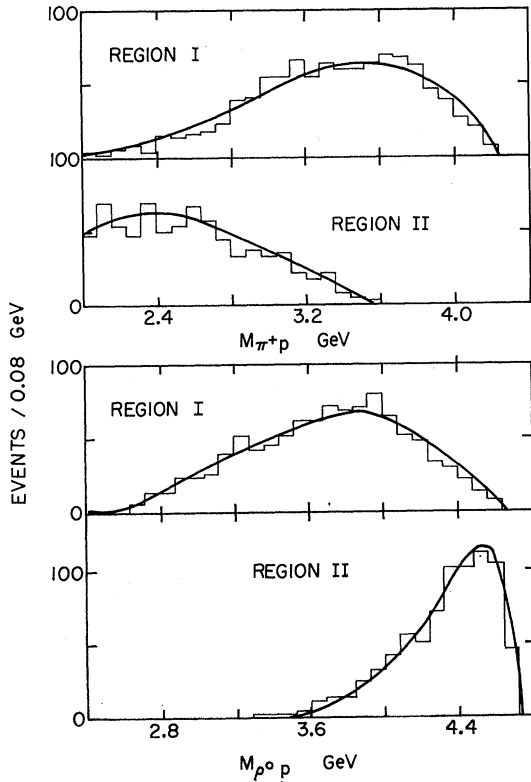 100
REGION I
100
REGION II
0
2.4 3.2 4.0
Mπ+p GeV
EVENTS / 0.08 GeV
100
REGION I
0
100
REGION II
0
2.8 3.6 4.4
Mρ°p GeV